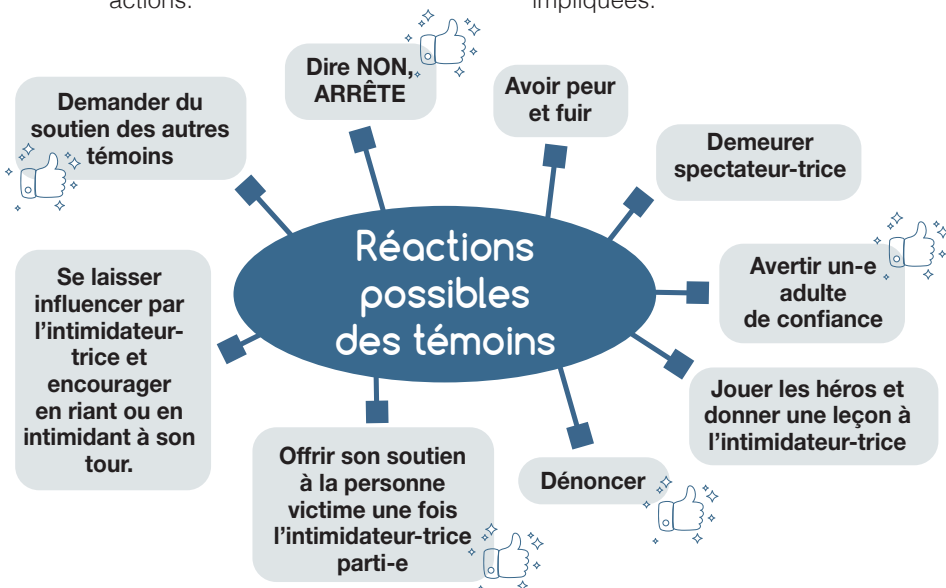 actions.
impliquées.
Dire NON,
ARRÊTE
Avoir peur
et fuir
Demander du
soutien des autres
témoins
Demeurer
spectateur-trice
Réactions
possibles
des témoins
Se laisser
influencer par
l'intimidateur-
trice et
encourager
en riant ou en
intimidant à son
tour.
Avertir un-e
adulte
de confiance
Jouer les héros et
donner une leçon à
l'intimidateur-trice
Offrir son soutien
à la personne
victime une fois
l'intimidateur-trice
parti-e
Dénoncer